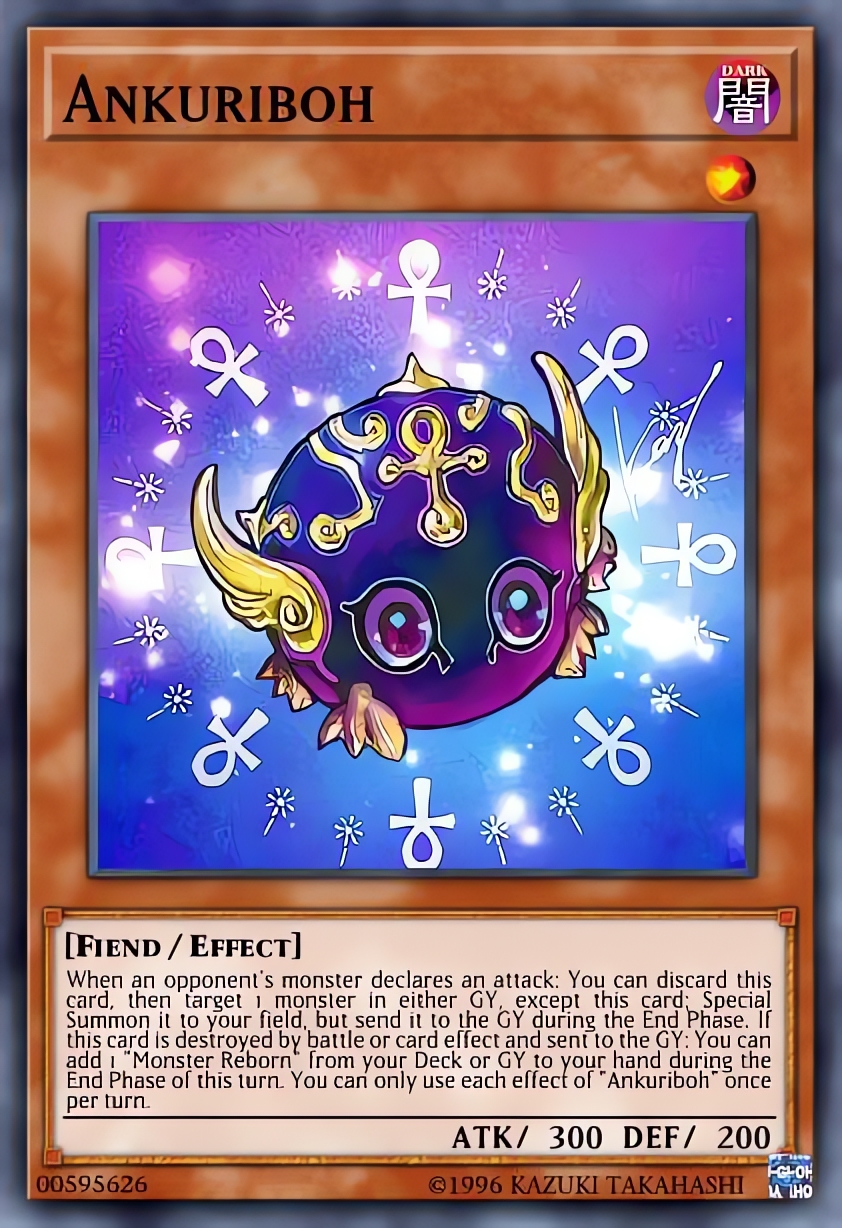 ANKURIBOH
DARK
闇
[FIEND / EFFECT]
When an opponent's monster declares an attack: You can discard this
card, then target 1 monster in either GY, except this card; Special
Summon it to your field, but send it to the GY during the End Phase. If
this card is destroyed by battle or card effect and sent to the GY: You can
add 1 "Monster Reborn" from your Deck or GY to your hand during the
End Phase of this turn. You can only use each effect of "Ankuriboh" once
per turn.
ATK/ 300 DEF/ 200
00595626
©1996 KAZUKI TAKAHASHI